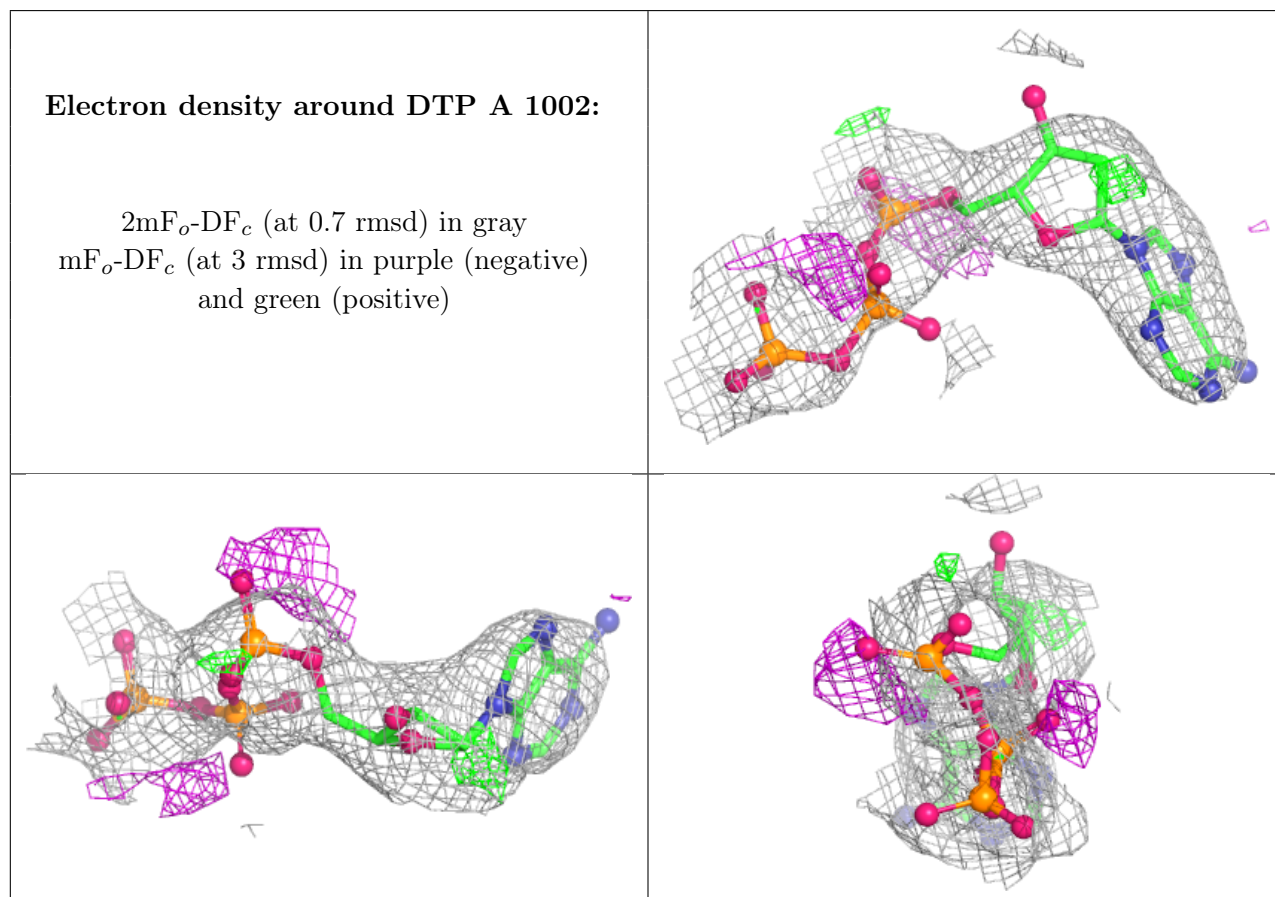 Electron density around DTP A 1002:
2mFo-DFc (at 0.7 rmsd) in gray
mFo-DFc (at 3 rmsd) in purple (negative)
and green (positive)